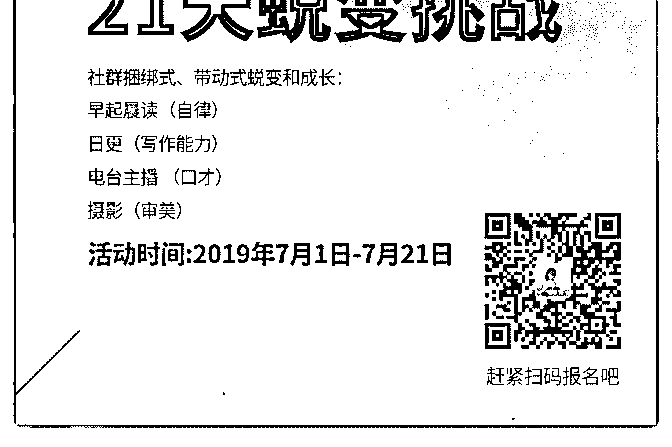 21天蜕变挑战
社群捆绑式、带动式蜕变和成长:
早起晨读（自律）
日更（写作能力）
电台主播（口才）
摄影（审美）
活动时间:2019年7月1日-7月21日
赶紧扫码报名吧